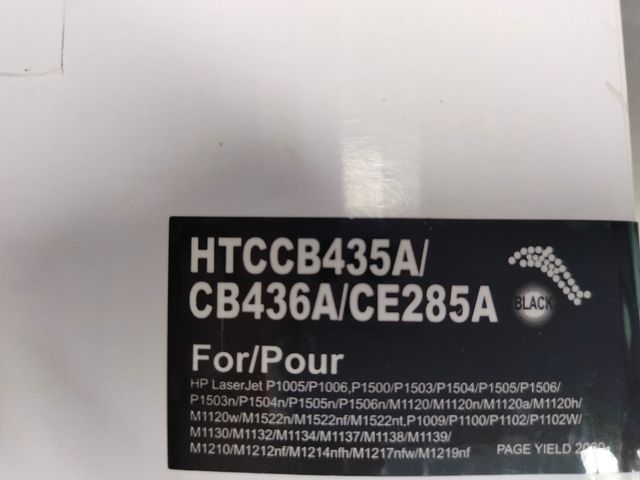 HTCCB435A/
CB436A/CE285A
BLACK
For/Pour
HP LaserJet P1005/P1006,P1500/P1503/P1504/P1505/P1506/
P1503n/P1504n/P1505n/P1506n/M1120/M1120n/M1120a/M1120h/
M1120w/M1522n/M1522nf/M1522nt,P1009/P1100/P1102/P1102W/
M1130/M1132/M1134/M1137/M1138/M1139/
M1210/M1212nf/M1214nfh/M1217nfw/M1219nf PAGE YIELD